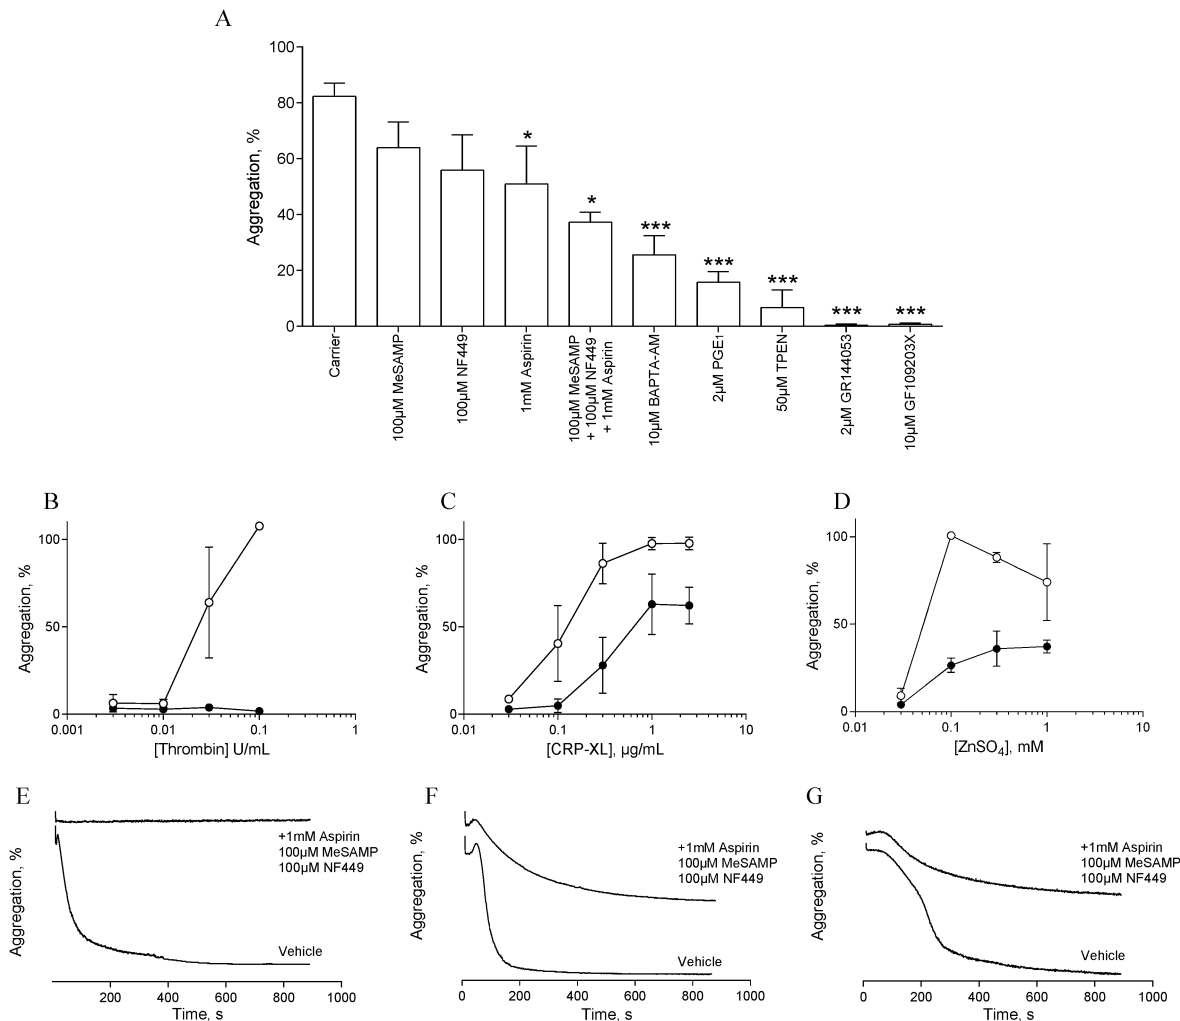 A
Aggregation, %
100
80
60
40
20
0
*
*
***
***
***
***
***
Carrier
100µM MeSAMP
100µM NF449
1mM Aspirin
100µM MeSAMP
+ 100µM NF449
+ 1mM Aspirin
10µM BAPTA-AM
2µM PGE1
50µM TPEN
2µM GR144053
10µM GF109203X
B
Aggregation, %
100
50
0
0.001
0.01
0.1
1
[Thrombin] U/mL
C
Aggregation, %
100
50
0
0.01
0.1
1
10
[CRP-XL], µg/mL
D
Aggregation, %
100
50
0
0.01
0.1
1
10
[ZnSO4], mM
E
Aggregation, %
+1mM Aspirin
100µM MeSAMP
100µM NF449
Vehicle
200
400
600
800
1000
Time, s
F
Aggregation, %
+1mM Aspirin
100µM MeSAMP
100µM NF449
Vehicle
0
200
400
600
800
1000
Time, s
G
Aggregation, %
+1mM Aspirin
100µM MeSAMP
100µM NF449
Vehicle
0
200
400
600
800
1000
Time, s